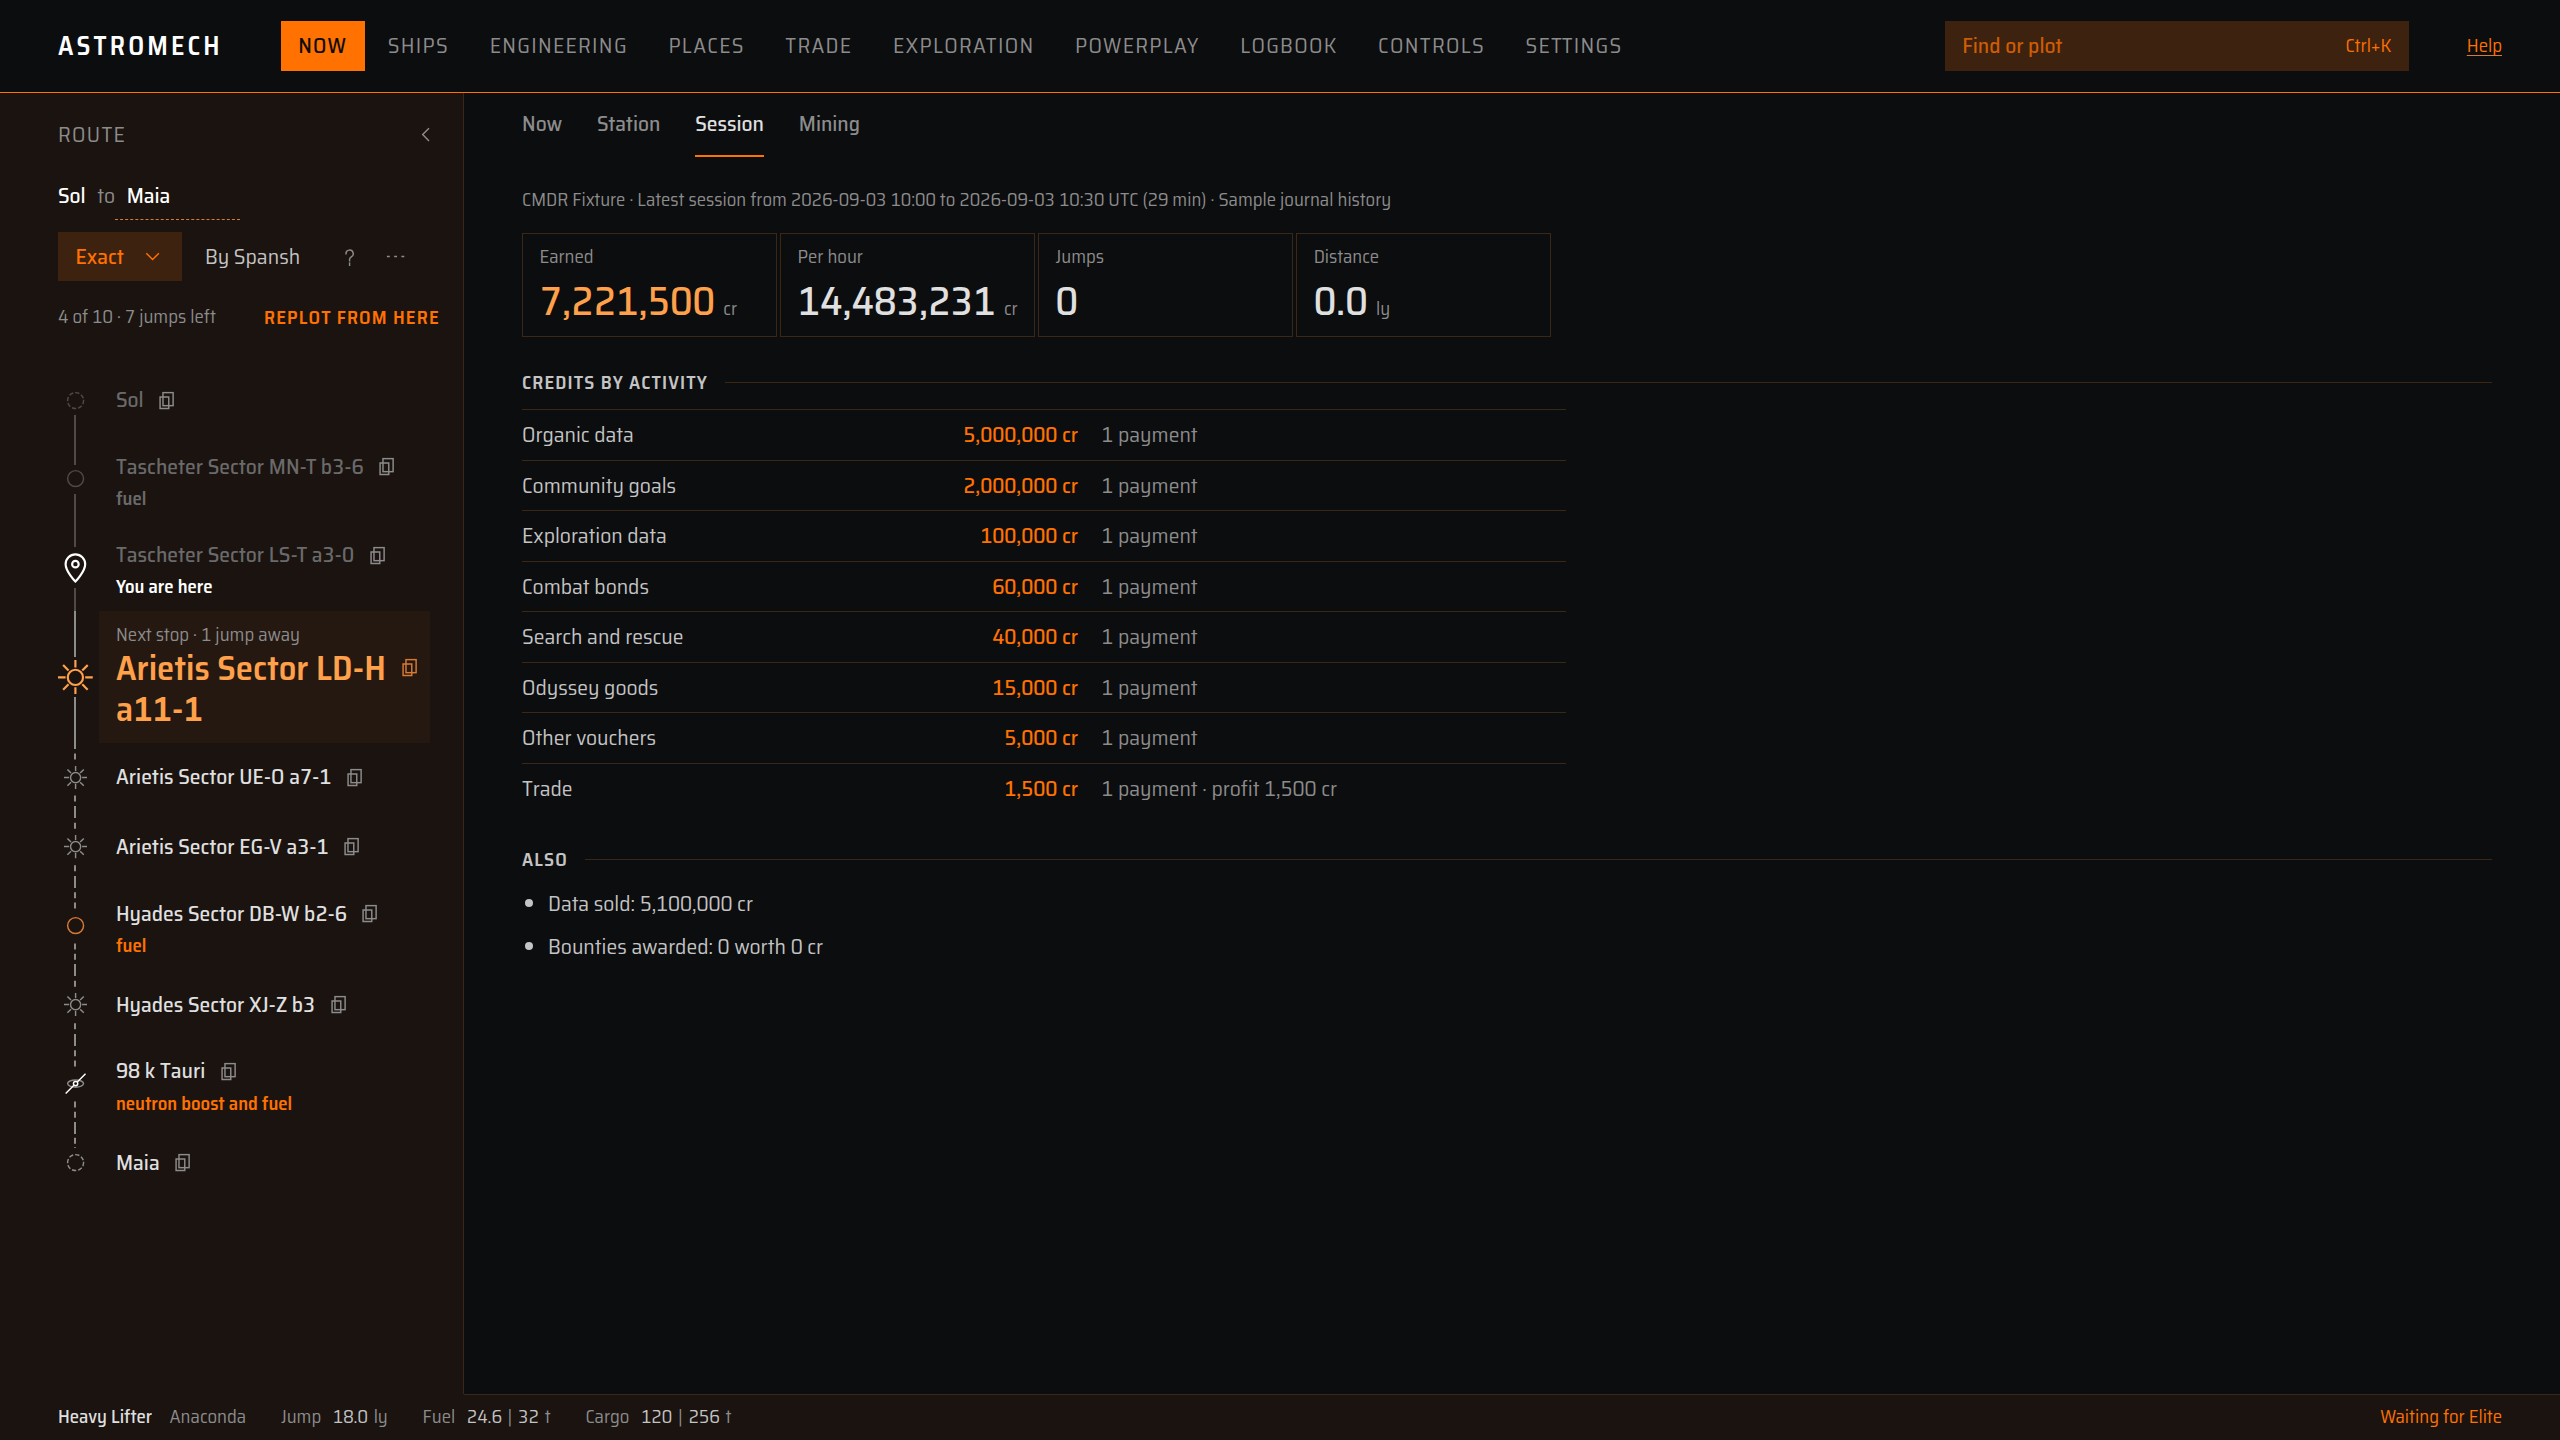 ASTROMECH NOW SHIPS ENGINEERING PLACES TRADE EXPLORATION POWERPLAY LOGBOOK CONTROLS SETTINGS Find or plot Ctrl+K Help
ROUTE
Sol to Maia
Exact By Spansh ? ---
4 of 10 · 7 jumps left REPLOT FROM HERE
Sol
Tascheter Sector MN-T b3-6
fuel
Tascheter Sector LS-T a3-0
You are here
Next stop · 1 jump away
Arietis Sector LD-H
a11-1
Arietis Sector UE-O a7-1
Arietis Sector EG-V a3-1
Hyades Sector DB-W b2-6
fuel
Hyades Sector XJ-Z b3
98 k Tauri
neutron boost and fuel
Maia
Now Station Session Mining
CMDR Fixture · Latest session from 2026-09-03 10:00 to 2026-09-03 10:30 UTC (29 min) · Sample journal history
Earned Per hour Jumps Distance
7,221,500 cr 14,483,231 cr 0 0.0 ly
CREDITS BY ACTIVITY
Organic data 5,000,000 cr 1 payment
Community goals 2,000,000 cr 1 payment
Exploration data 100,000 cr 1 payment
Combat bonds 60,000 cr 1 payment
Search and rescue 40,000 cr 1 payment
Odyssey goods 15,000 cr 1 payment
Other vouchers 5,000 cr 1 payment
Trade 1,500 cr 1 payment · profit 1,500 cr
ALSO
• Data sold: 5,100,000 cr
• Bounties awarded: 0 worth 0 cr
Heavy Lifter Anaconda Jump 18.0 ly Fuel 24.6 | 32 t Cargo 120 | 256 t Waiting for Elite